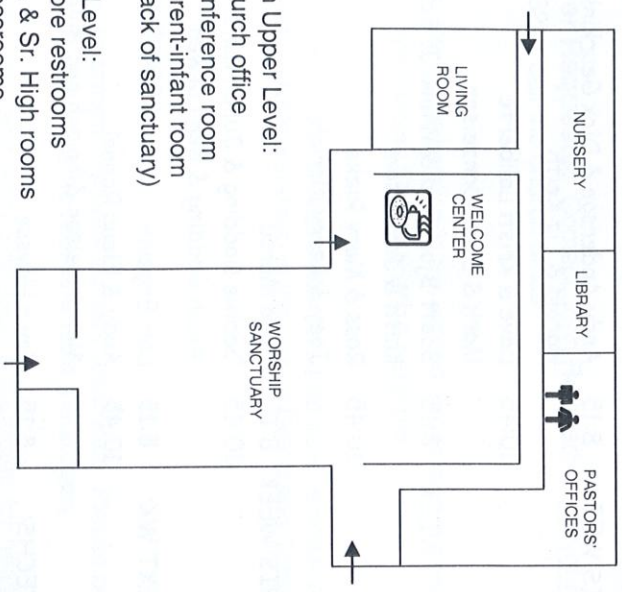 NURSERY
LIBRARY
PASTORS'
OFFICES
LIVING
ROOM
WELCOME
CENTER
WORSHIP
SANCTUARY
Upper Level:
urch office
nference room
rent-infant room
ack of sanctuary)
Level:
ore restrooms
& Sr. High rooms